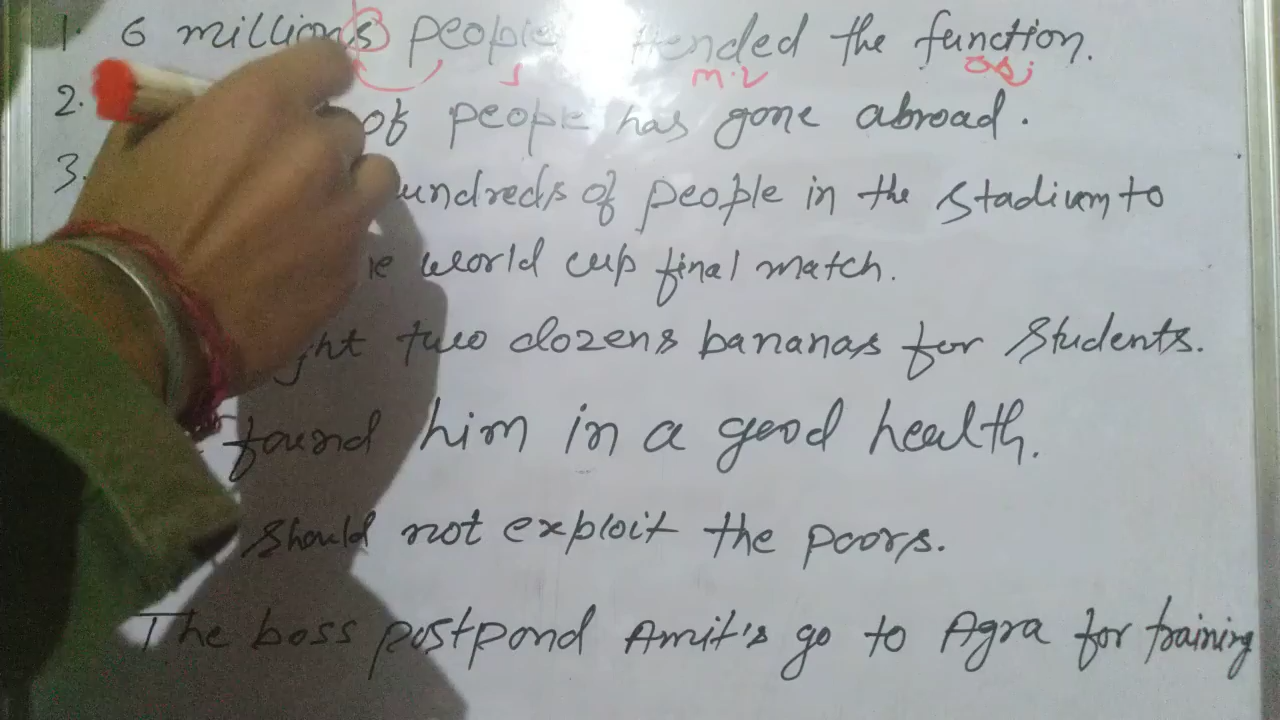 1. 6 millions people attended the function.
s m.v obj
2. of people has gone abroad.
3. hundreds of people in the stadium to
world cup final match.
two dozens bananas for students.
found him in a good health.
should not exploit the poors.
The boss postpond Amit's go to Agra for training